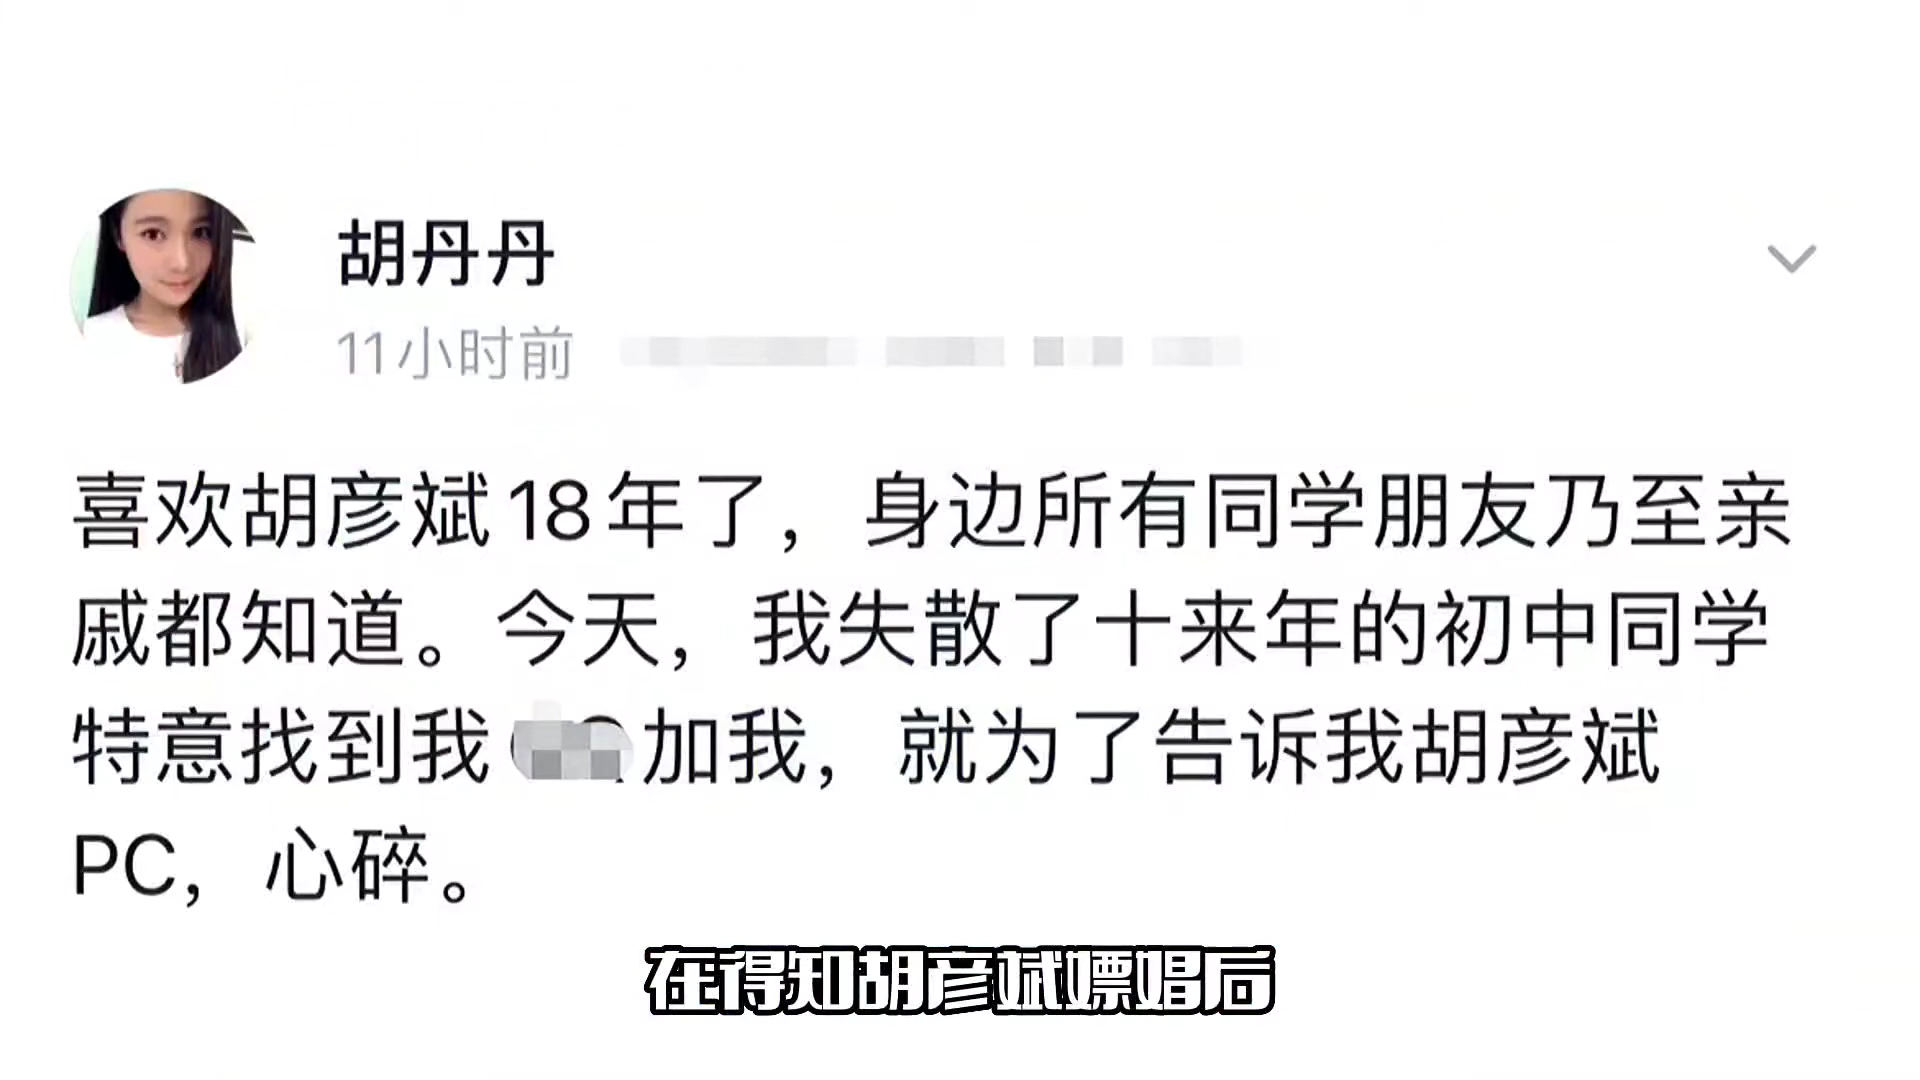 胡丹丹
11小时前
喜欢胡彦斌18年了，身边所有同学朋友乃至亲
戚都知道。今天，我失散了十来年的初中同学
特意找到我加我，就为了告诉我胡彦斌
PC，心碎。
在得知胡彦斌嫖娼后